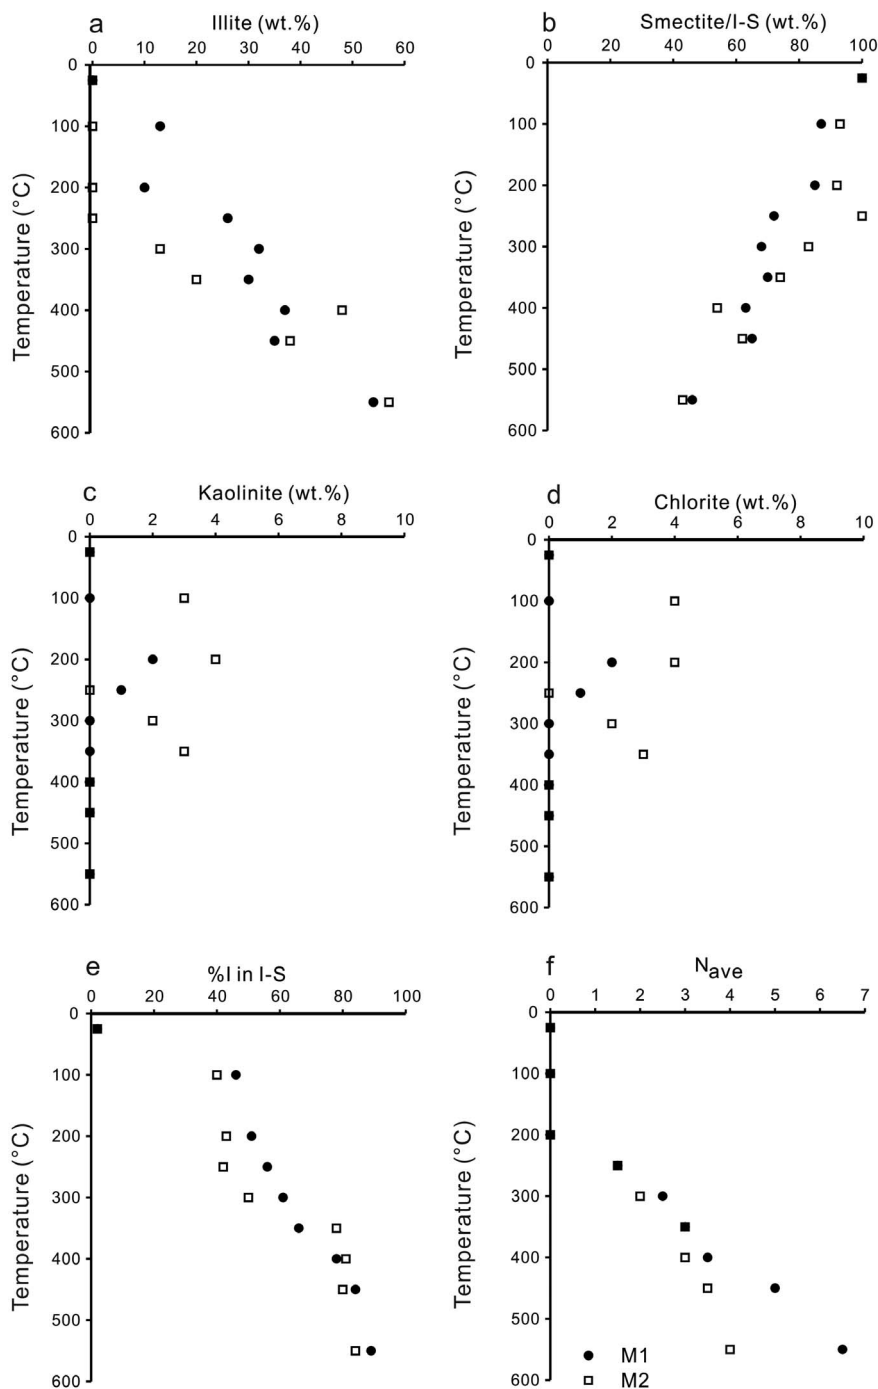 a
Illite (wt.%)
0 10 20 30 40 50 60
0
100
200
300
400
500
600
Temperature (°C)
b
Smectite/I-S (wt.%)
0 20 40 60 80 100
0
100
200
300
400
500
600
Temperature (°C)
c
Kaolinite (wt.%)
0 2 4 6 8 10
0
100
200
300
400
500
600
Temperature (°C)
d
Chlorite (wt.%)
0 2 4 6 8 10
0
100
200
300
400
500
600
Temperature (°C)
e
%I in I-S
0 20 40 60 80 100
0
100
200
300
400
500
600
Temperature (°C)
f
Nave
0 1 2 3 4 5 6 7
0
100
200
300
400
500
600
Temperature (°C)
M1
M2